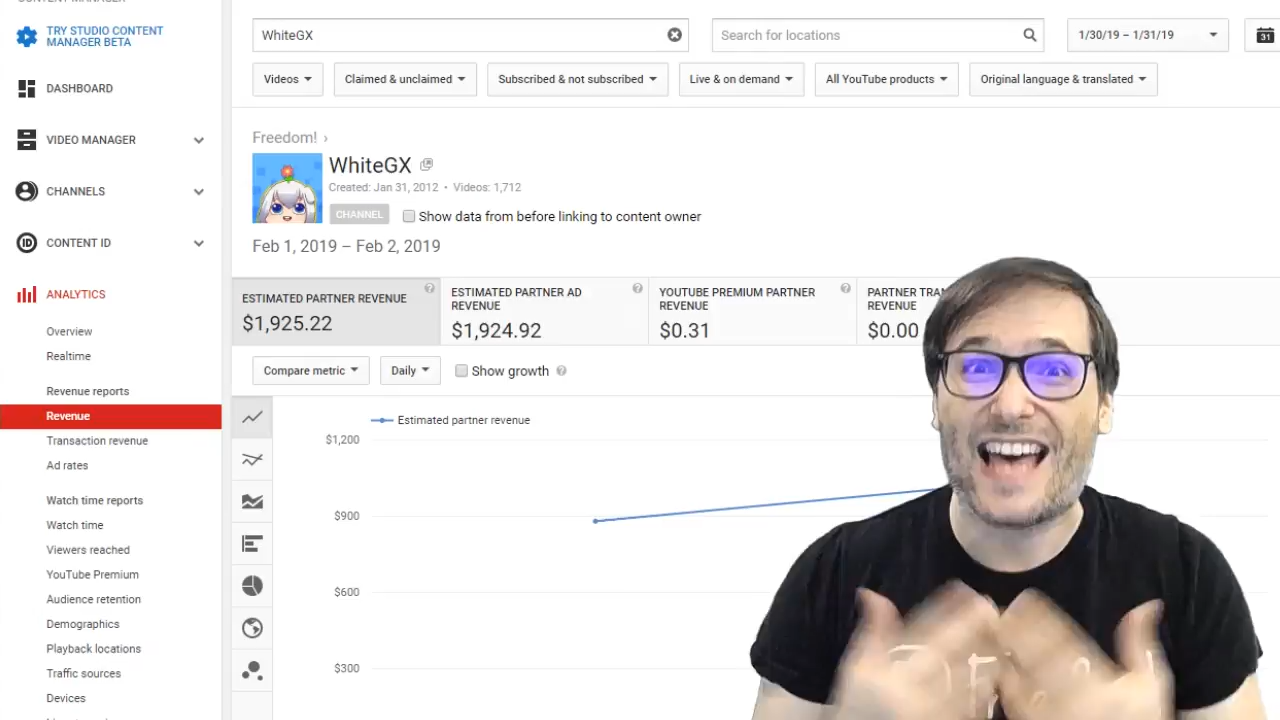 TRY STUDIO CONTENT
MANAGER BETA
DASHBOARD
VIDEO MANAGER
CHANNELS
CONTENT ID
ANALYTICS
Overview
Realtime
Revenue reports
Revenue
Transaction revenue
Ad rates
Watch time reports
Watch time
Viewers reached
YouTube Premium
Audience retention
Demographics
Playback locations
Traffic sources
Devices
WhiteGX
Search for locations
1/30/19 – 1/31/19
31
Videos
Claimed & unclaimed
Subscribed & not subscribed
Live & on demand
All YouTube products
Original language & translated
Freedom! ›
WhiteGX
Created: Jan 31, 2012 • Videos: 1,712
CHANNEL
Show data from before linking to content owner
Feb 1, 2019 – Feb 2, 2019
ESTIMATED PARTNER REVENUE
$1,925.22
ESTIMATED PARTNER AD
REVENUE
$1,924.92
YOUTUBE PREMIUM PARTNER
REVENUE
$0.31
PARTNER TRA
REVENUE
$0.00
Compare metric
Daily
Show growth
Estimated partner revenue
$1,200
$900
$600
$300